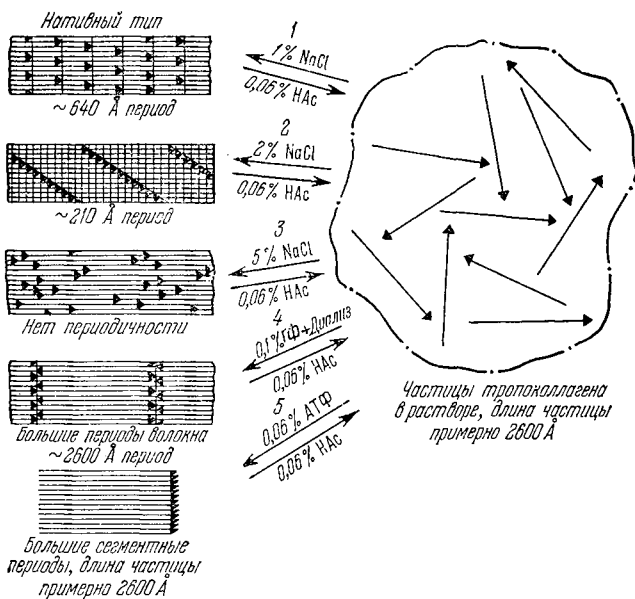 Нативный тип
~640 Å период
~210 Å период
Нет периодичности
Большие периоды волокна
~2600 Å период
Большие сегментные
периоды, длина частицы
примерно 2600 Å
1
1% NaCl
0,06% HAc
2
2% NaCl
0,06% HAc
3
5% NaCl
0,06% HAc
4
0,1% ГФ+Диализ
0,06% HAc
5
0,06% АТФ
0,06% HAc
Частицы тропоколлагена
в растворе, длина частицы
примерно 2600 Å